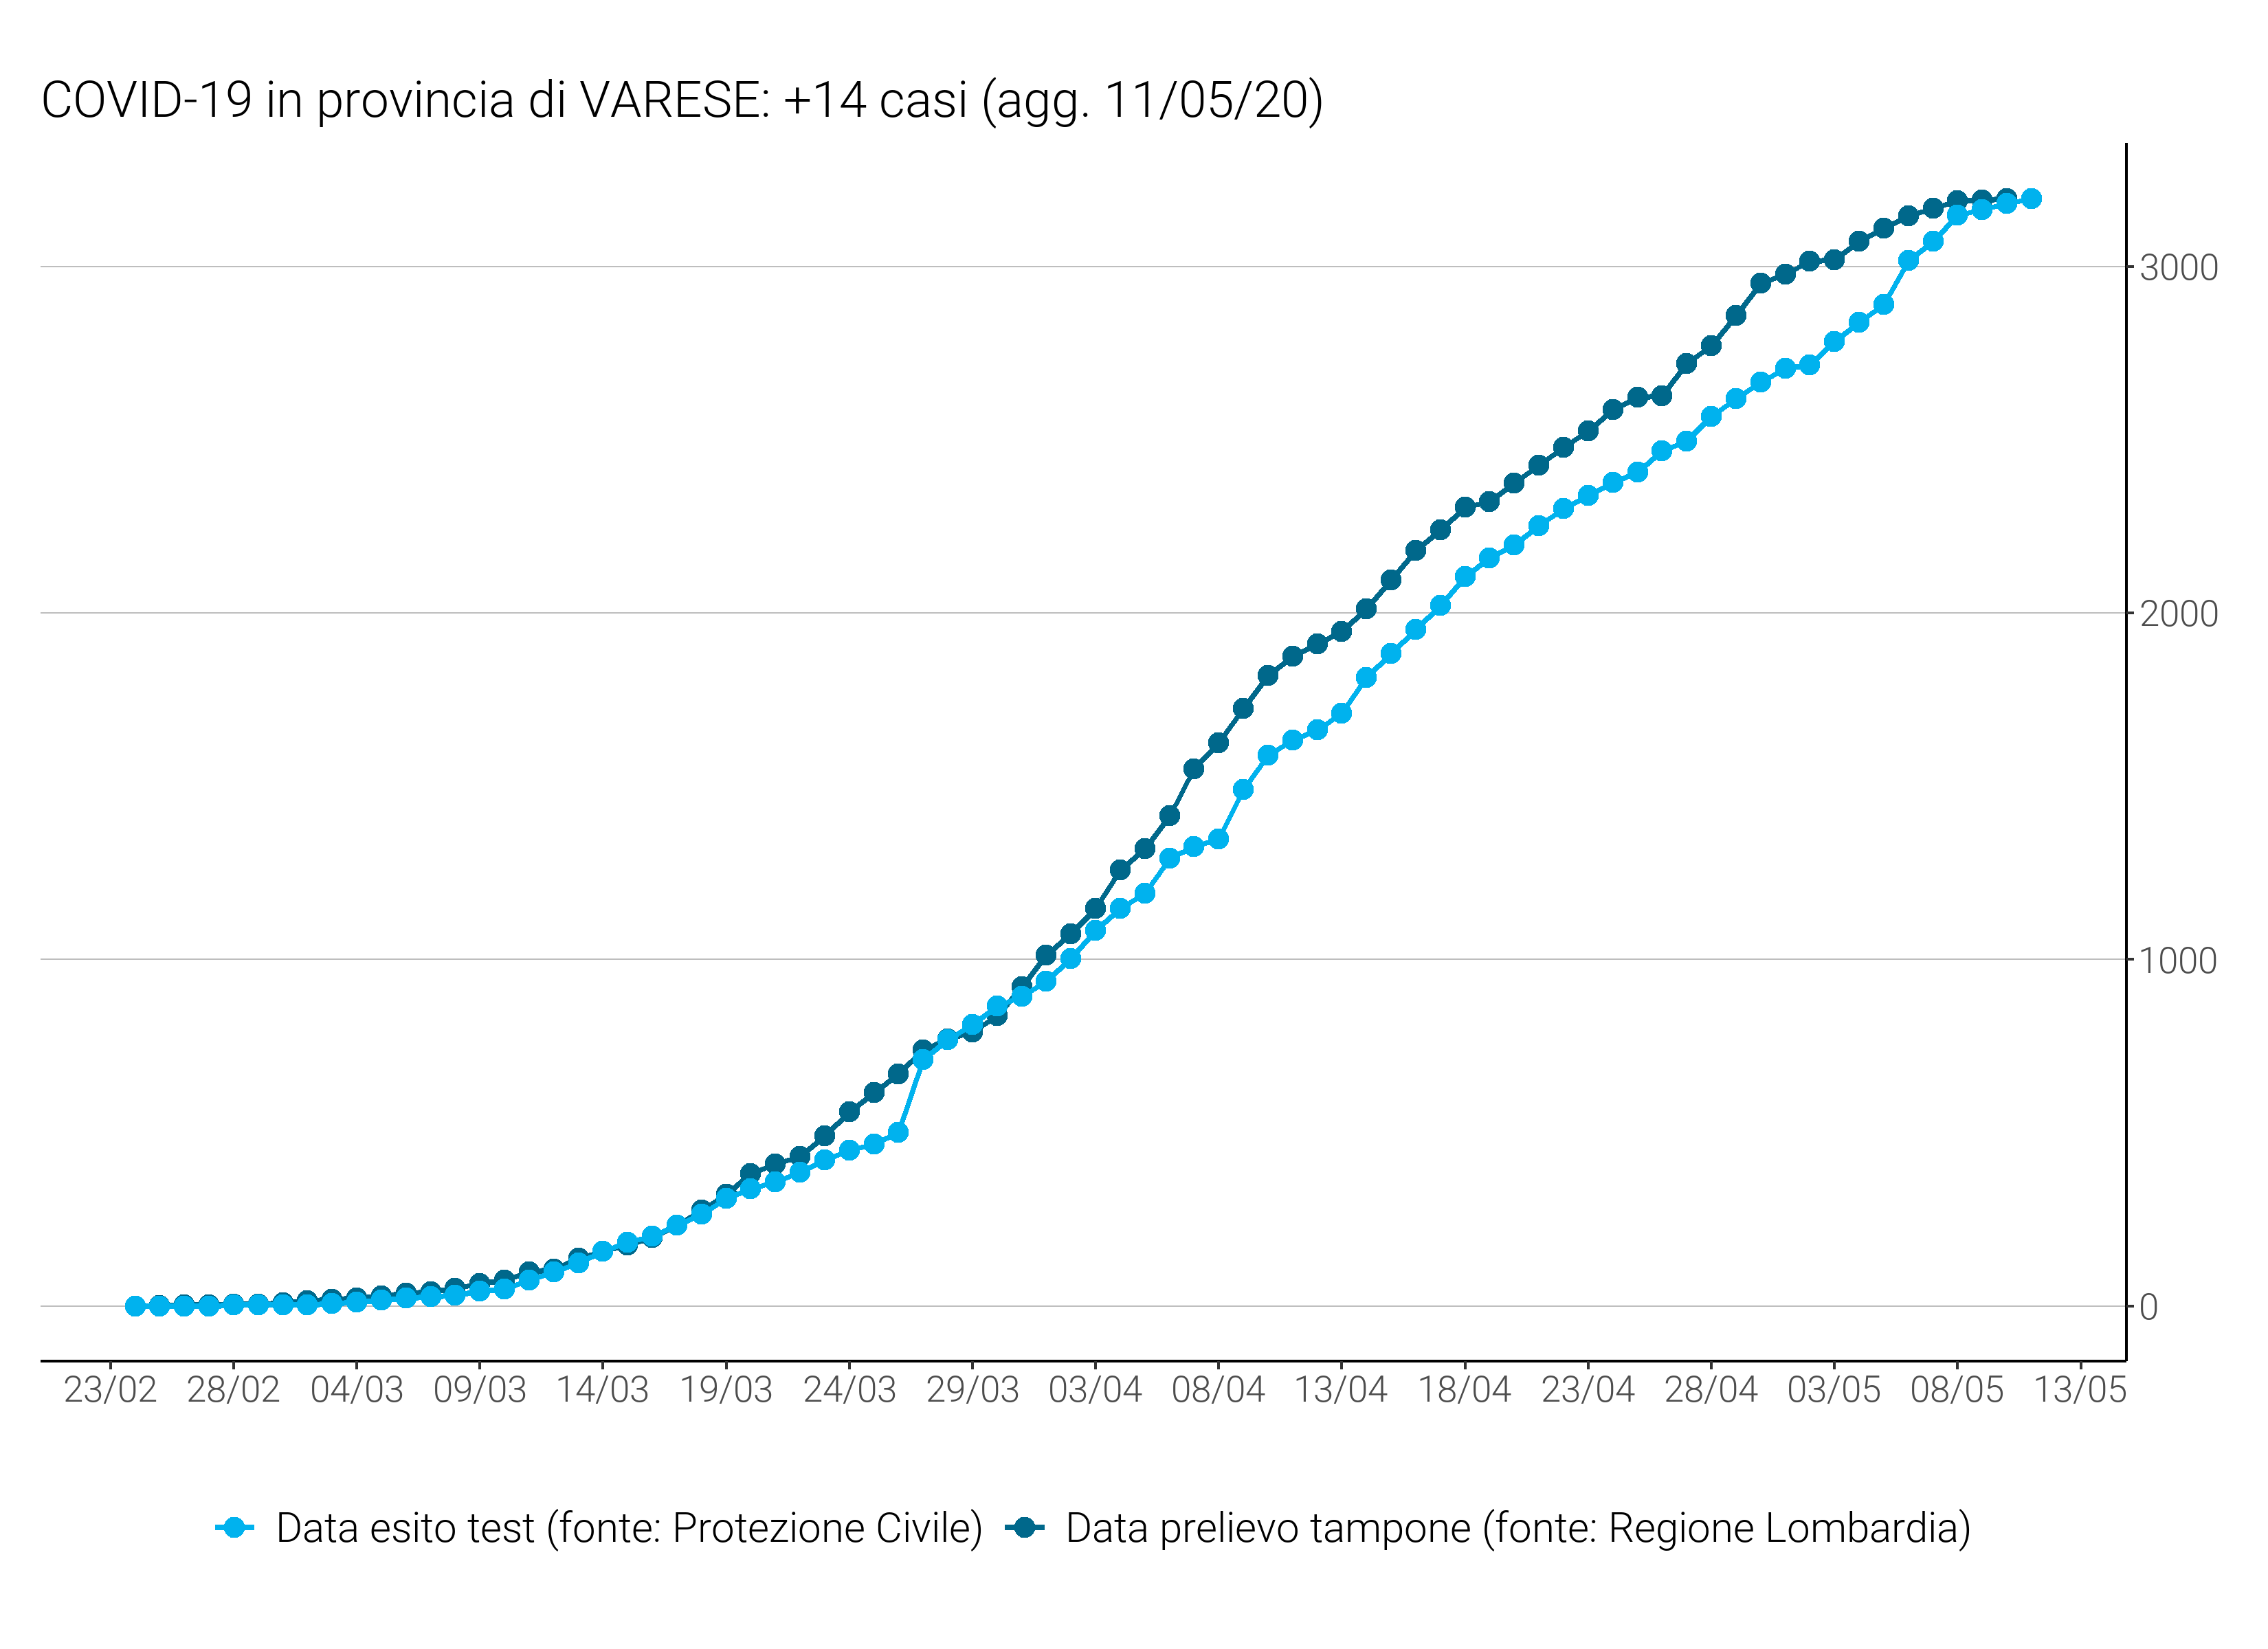 COVID-19 in provincia di VARESE: +14 casi (agg. 11/05/20)
3000
2000
1000
0
23/02 28/02 04/03 09/03 14/03 19/03 24/03 29/03 03/04 08/04 13/04 18/04 23/04 28/04 03/05 08/05 13/05
Data esito test (fonte: Protezione Civile) Data prelievo tampone (fonte: Regione Lombardia)